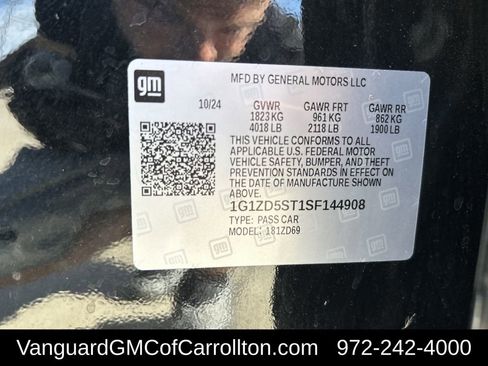 gm
MFD BY GENERAL MOTORS LLC
10/24 GVWR GAWR FRT GAWR RR
1823 KG 961 KG 862 KG
4018 LB 2118 LB 1900 LB
THIS VEHICLE CONFORMS TO ALL
APPLICABLE U.S. FEDERAL MOTOR
VEHICLE SAFETY, BUMPER, AND THEFT
PREVENTION STANDARDS IN EFFECT ON
THE DATE OF MANUFACTURE SHOWN
ABOVE.
1G1ZD5ST1SF144908
TYPE: PASS CAR
MODEL: 181ZD69
VanguardGMCofCarrollton.com 972-242-4000